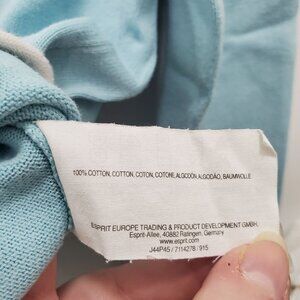 100% COTTON, COTTON, COTON, COTONE, ALGODÓN, ALGODÃO, BAUMWOLLE
ESPRIT EUROPE TRADING & PRODUCT DEVELOPMENT GMBH,
Esprit-Allee, 40882 Ratingen, Germany
www.esprit.com
J44P45 / 7114278 / 915